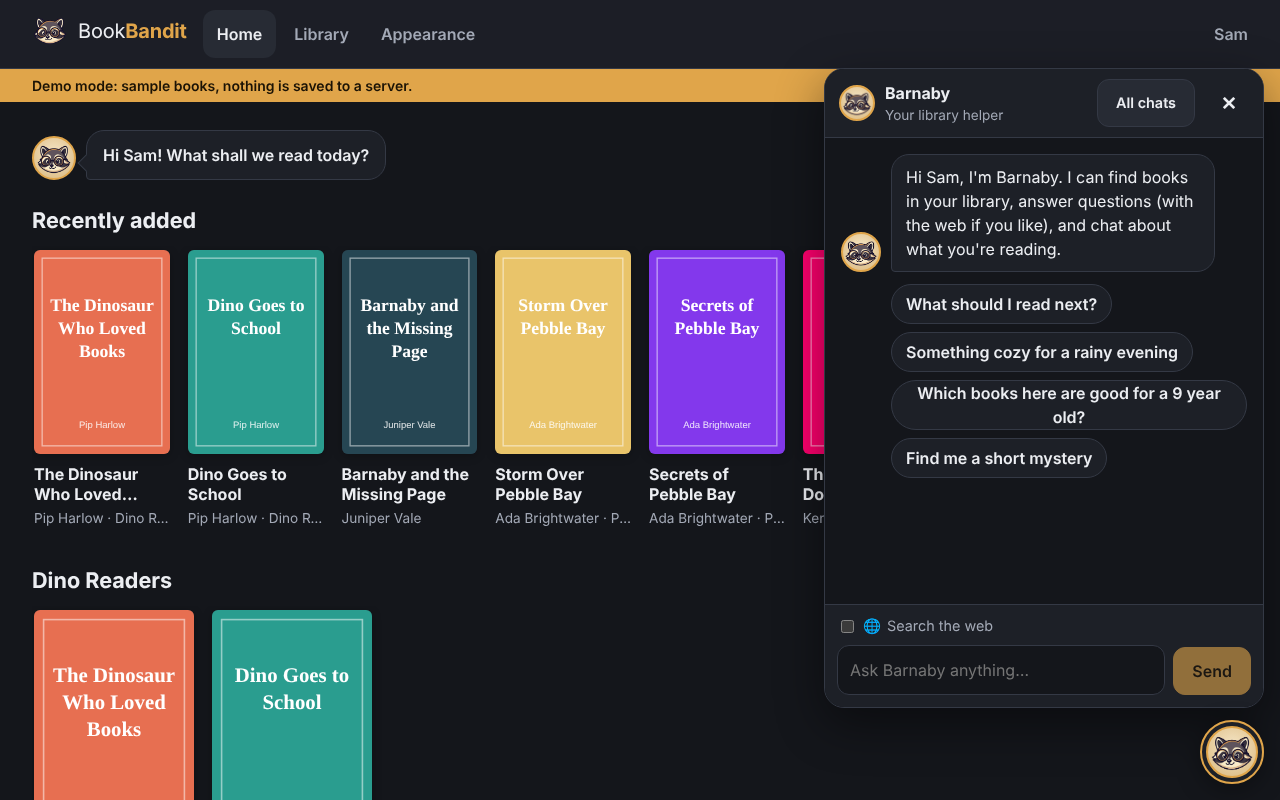 BookBandit
Home
Library
Appearance
Sam
Demo mode: sample books, nothing is saved to a server.
Hi Sam! What shall we read today?
Recently added
The Dinosaur
Who Loved
Books
Pip Harlow
Dino Goes to
School
Pip Harlow
Barnaby and
the Missing
Page
Juniper Vale
Storm Over
Pebble Bay
Ada Brightwater
Secrets of
Pebble Bay
Ada Brightwater
The Dinosaur
Who Loved...
Pip Harlow · Dino R...
Dino Goes to
School
Pip Harlow · Dino R...
Barnaby and the
Missing Page
Juniper Vale
Storm Over
Pebble Bay
Ada Brightwater · P...
Secrets of
Pebble Bay
Ada Brightwater · P...
Dino Readers
The Dinosaur
Who Loved
Books
Dino Goes to
School
Barnaby
Your library helper
All chats
Hi Sam, I'm Barnaby. I can find books
in your library, answer questions (with
the web if you like), and chat about
what you're reading.
What should I read next?
Something cozy for a rainy evening
Which books here are good for a 9 year
old?
Find me a short mystery
Search the web
Ask Barnaby anything...
Send